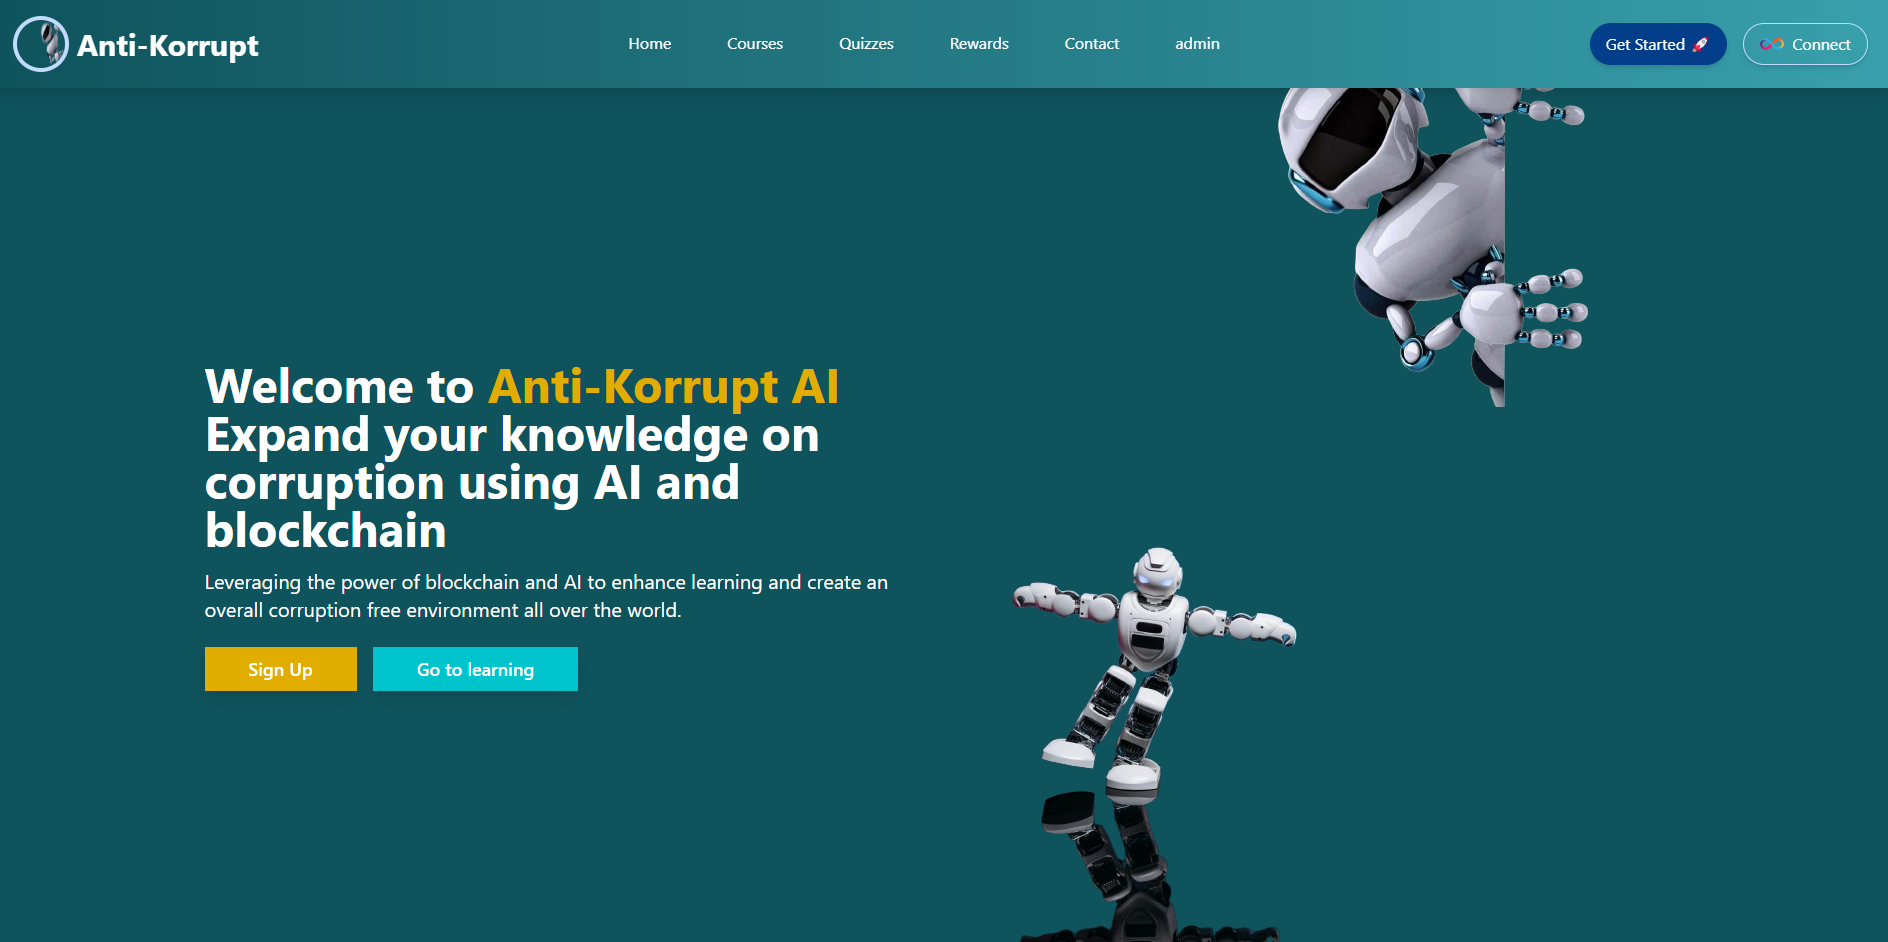 Anti-Korrupt
Home
Courses
Quizzes
Rewards
Contact
admin
Get Started 🚀
Connect
Welcome to Anti-Korrupt AI
Expand your knowledge on
corruption using AI and
blockchain
Leveraging the power of blockchain and AI to enhance learning and create an
overall corruption free environment all over the world.
Sign Up
Go to learning